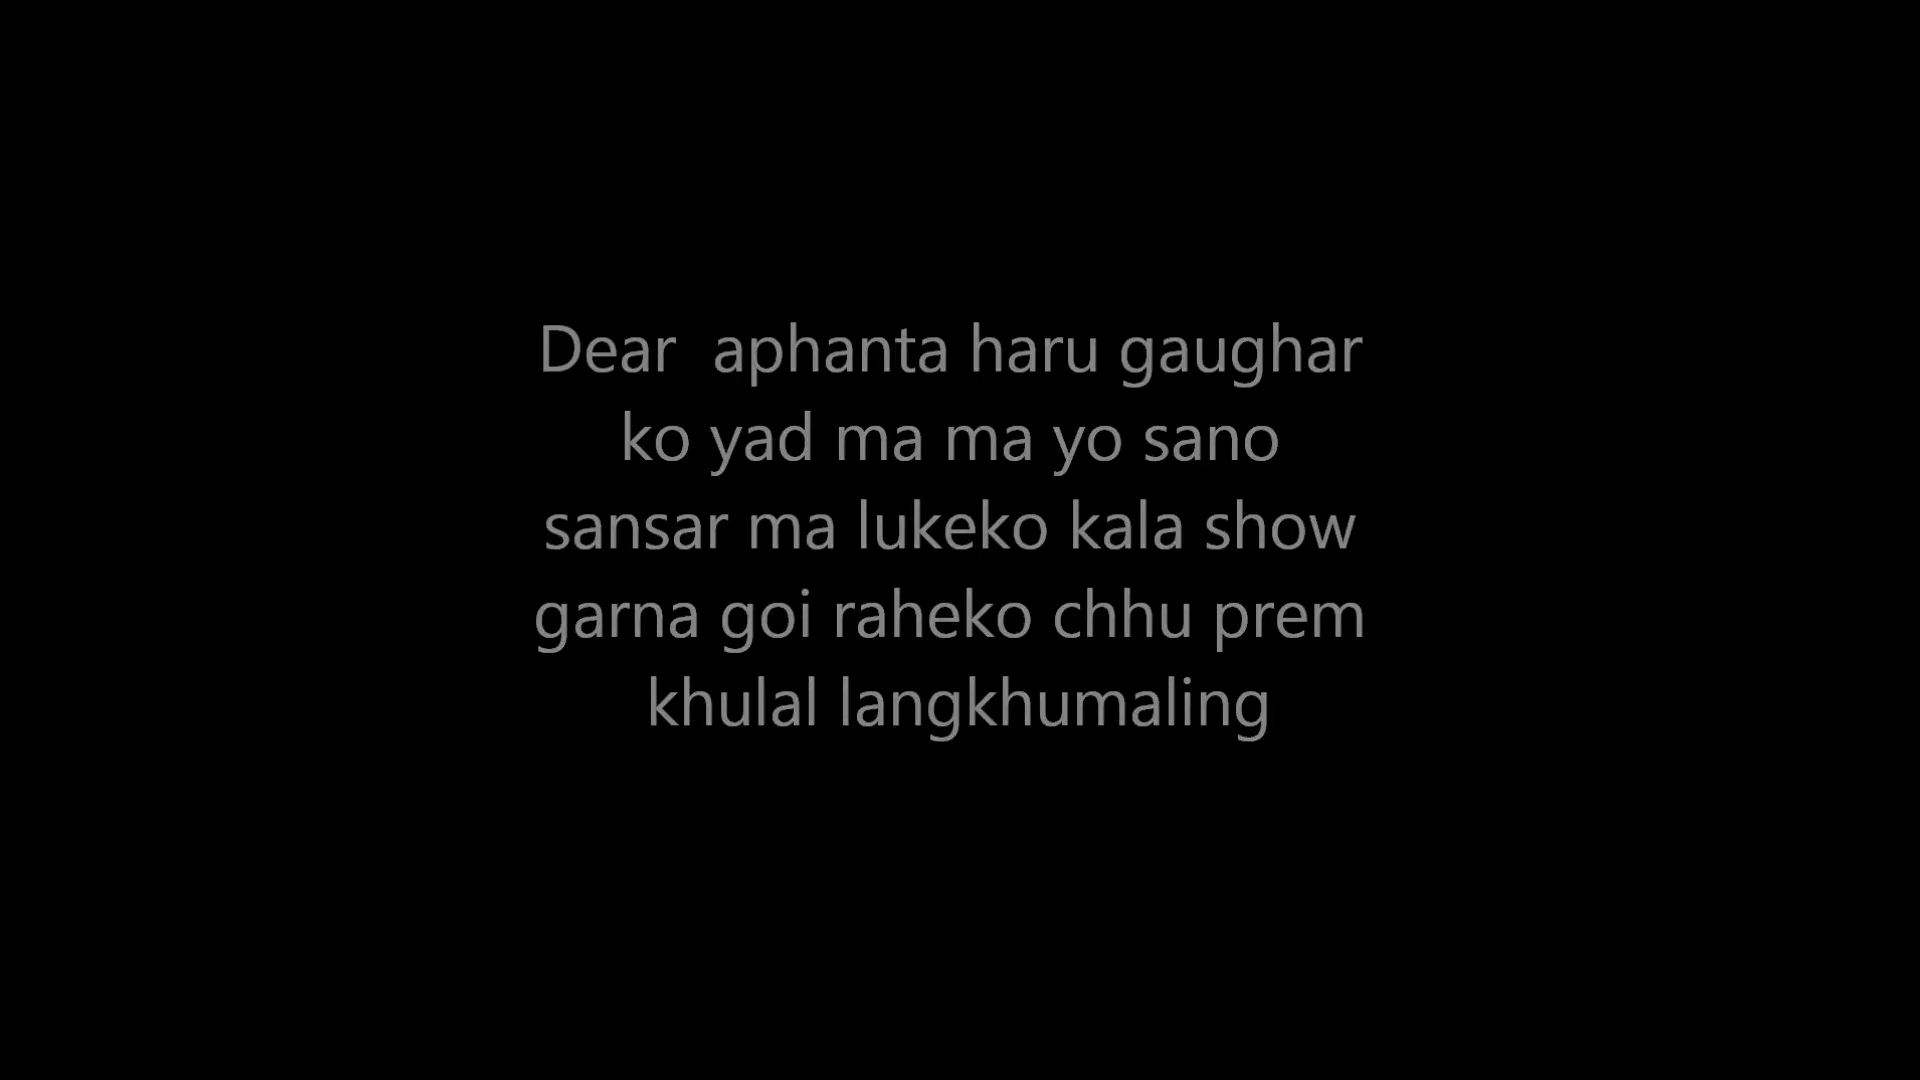 Dear  aphanta haru gaughar
ko yad ma ma yo sano
sansar ma lukeko kala show
garna goi raheko chhu prem
khulal langkhumaling